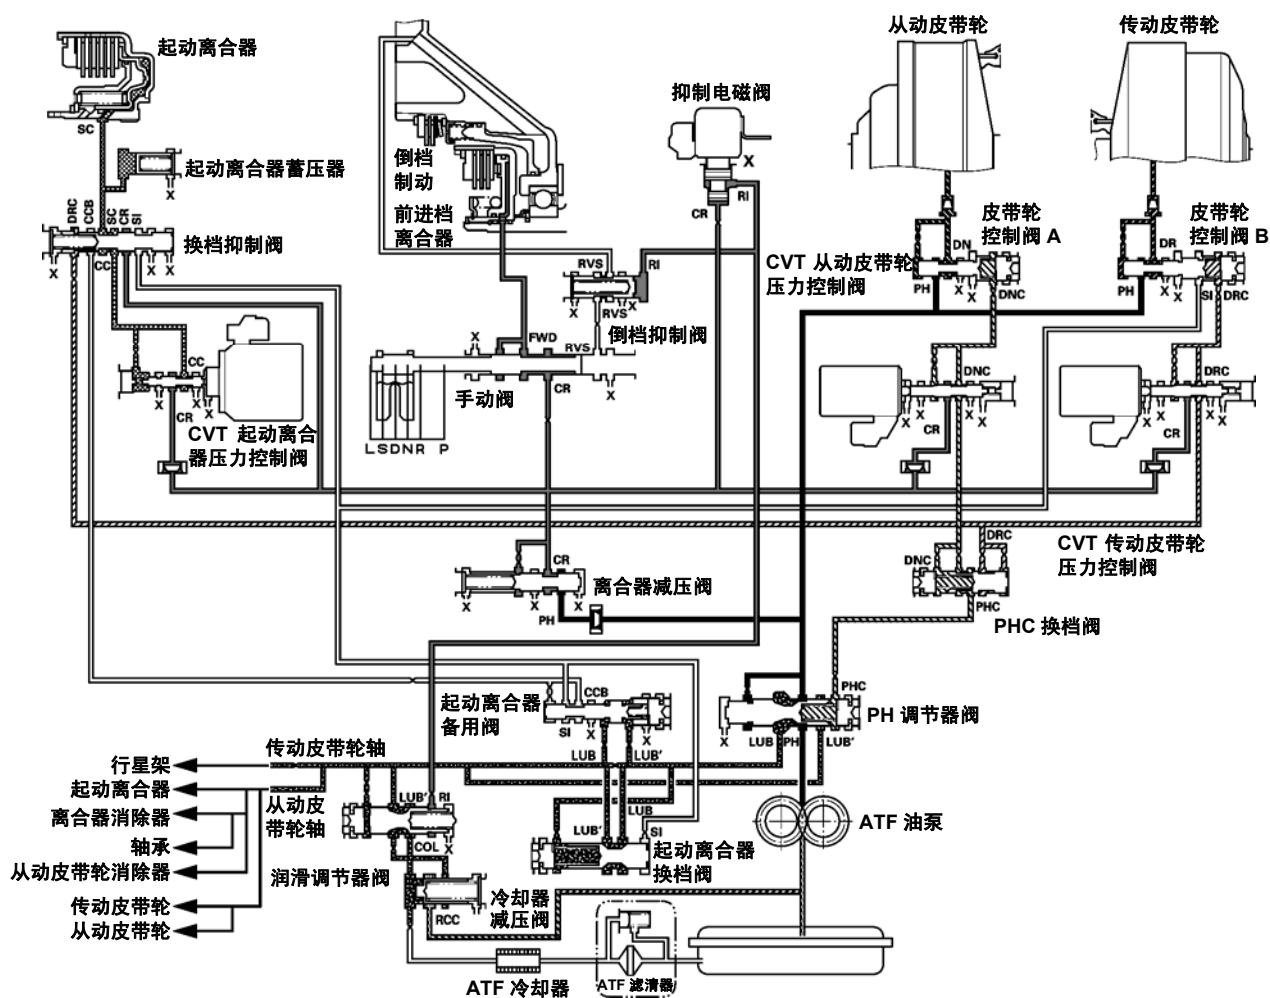 起动离合器
SC
起动离合器蓄压器
X
DRC
CCB
SC
CR
SI
换档抑制阀
X
CC
X
X
CC
X
X
X
CR
CVT 起动离合
器压力控制阀
倒档
制动
前进档
离合器
抑制电磁阀
X
RI
CR
RVS
RI
X
RVS
X
倒档抑制阀
X
FWD
RVS
X
CR
手动阀
L S D N R P
从动皮带轮
皮带轮
控制阀 A
DN
PH
X
X
DNC
CVT 从动皮带轮
压力控制阀
传动皮带轮
皮带轮
控制阀 B
DR
PH
X
X
SI
DRC
DNC
X
X
X
X
CR
DRC
X
X
X
X
CR
CVT 传动皮带轮
压力控制阀
DRC
DNC
PHC
PHC 换档阀
CR
X
X
X
PH
离合器减压阀
起动离合器
备用阀
CCB
SI
X
X
LUB
LUB'
PHC
PH 调节器阀
X
LUB
PH
LUB'
传动皮带轮轴
行星架
起动离合器
离合器消除器
轴承
从动皮带轮消除器
传动皮带轮
从动皮带轮
从动皮
带轮轴
LUB'
RI
COL
X
润滑调节器阀
冷却器
减压阀
RCC
LUB
LUB'
SI
X
起动离合器
换档阀
ATF 油泵
ATF 冷却器
ATF 滤清器